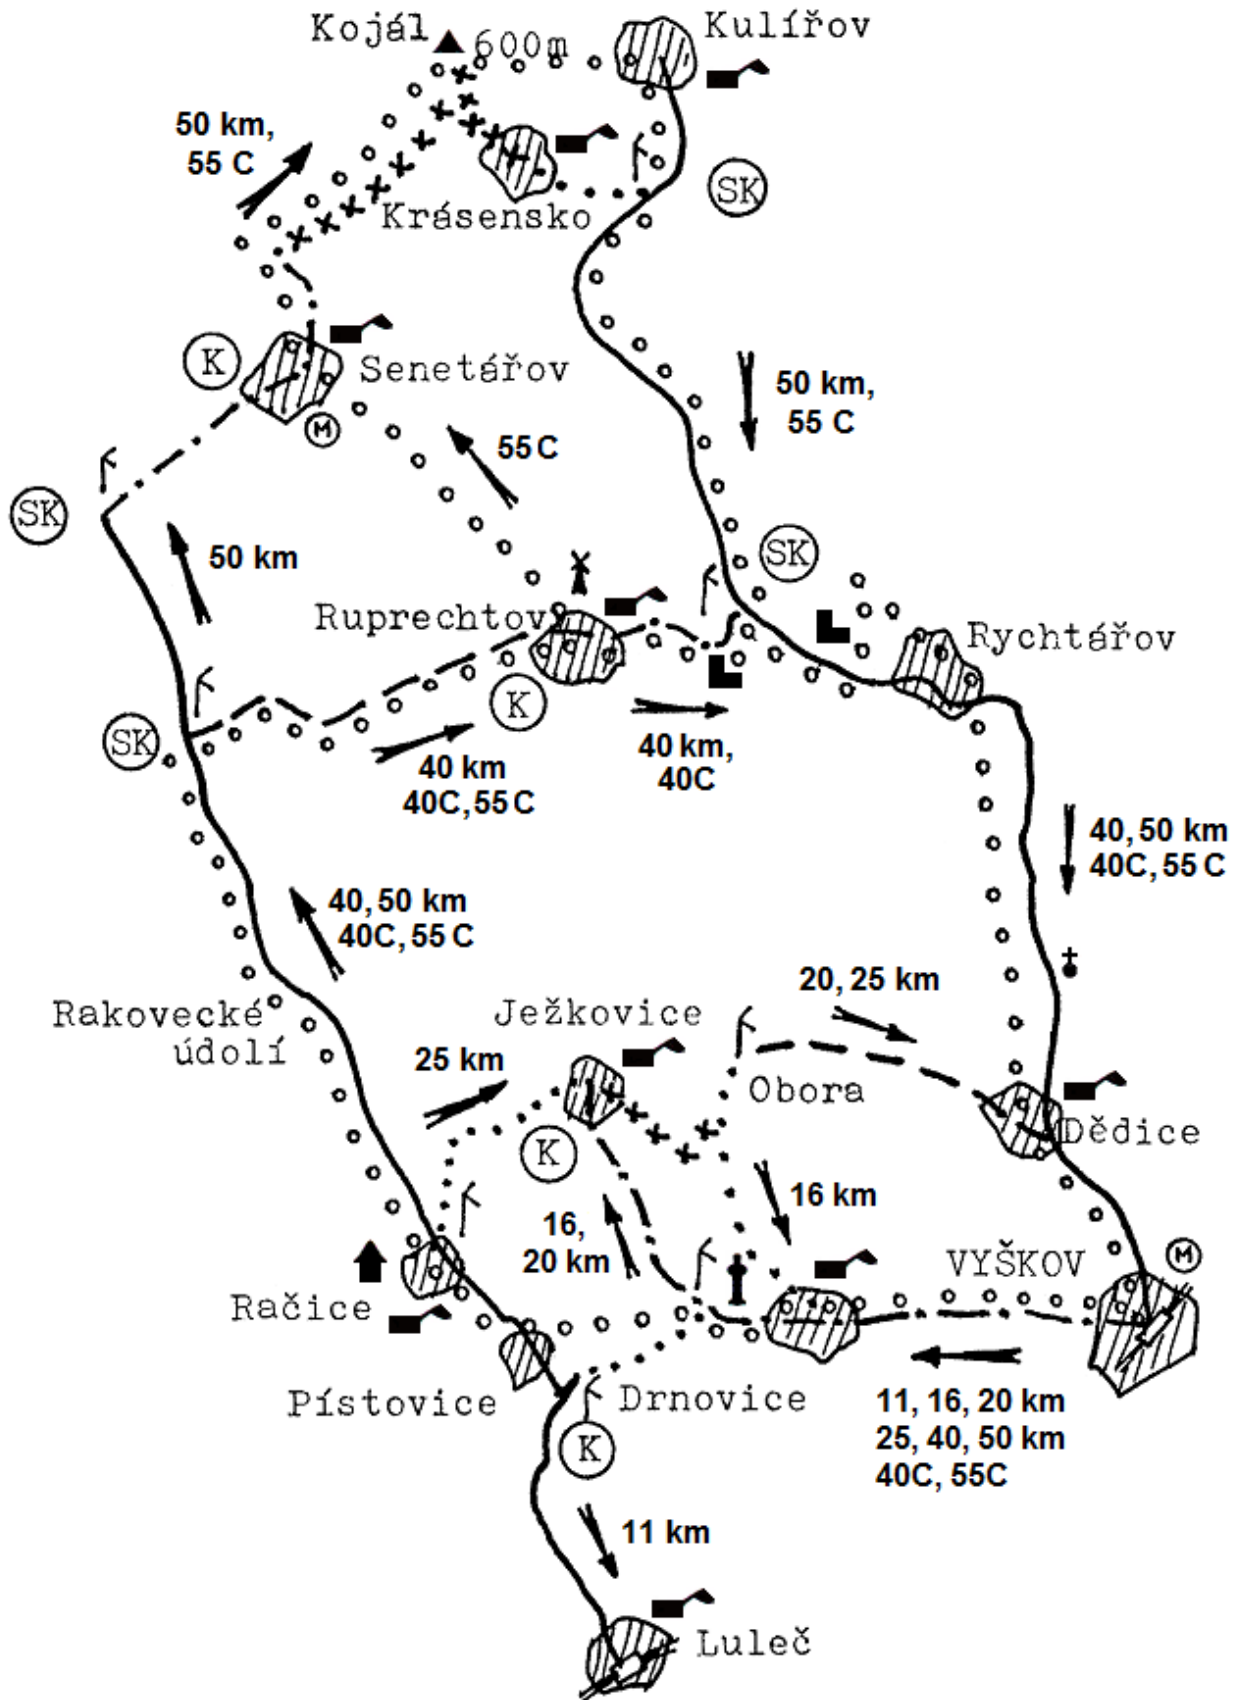 Kojál
600m
Kulířov
50 km,
55 C
SK
Krásensko
K
Senetářov
M
50 km,
55 C
55 C
SK
50 km
SK
Ruprechtov
Rychtářov
K
SK
40 km
40C, 55 C
40 km,
40C
40, 50 km
40C, 55 C
40, 50 km
40C, 55 C
20, 25 km
Rakovecké
údolí
Ježkovice
25 km
Obora
Dědice
K
16 km
16,
20 km
VYŠKOV
M
Račice
Pístovice
Drnovice
11, 16, 20 km
25, 40, 50 km
40C, 55C
K
11 km
Luleč